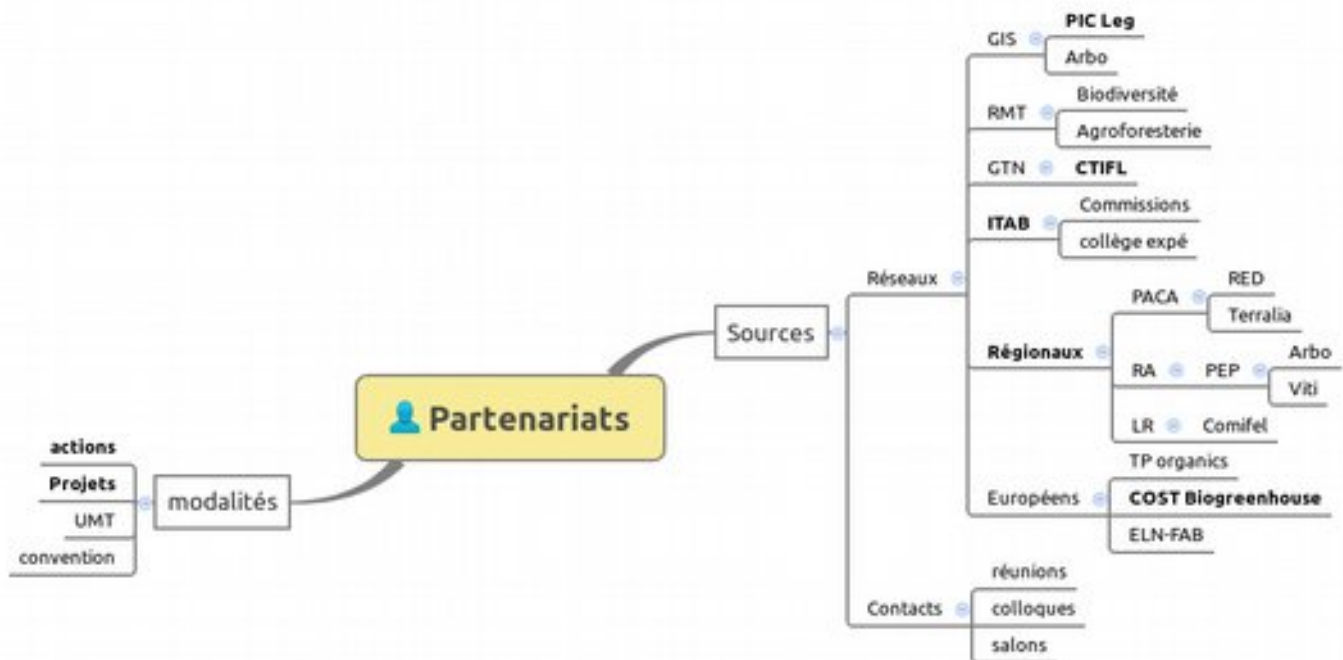 Partenariats
Sources
Réseaux
GIS
PIC Leg
Arbo
RMT
Biodiversité
Agroforesterie
GTN
CTIFL
ITAB
Commissions
collège expé
Régionaux
PACA
RED
Terralia
RA
PEP
Arbo
Viti
LR
Comifel
Européens
TP organics
COST Biogreenhouse
ELN-FAB
Contacts
réunions
colloques
salons
modalités
actions
Projets
UMT
convention